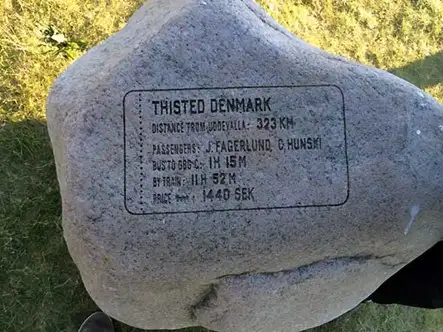 THISTED DENMARK
DISTANCE FROM UDDEVALLA: 323 KM
PASSENGERS: J. FAGERLUND, C. HUNSKI
BUS TO GBG C: 1H 15M
BY TRAIN: 11 H 52 M
PRICE : 1440 SEK